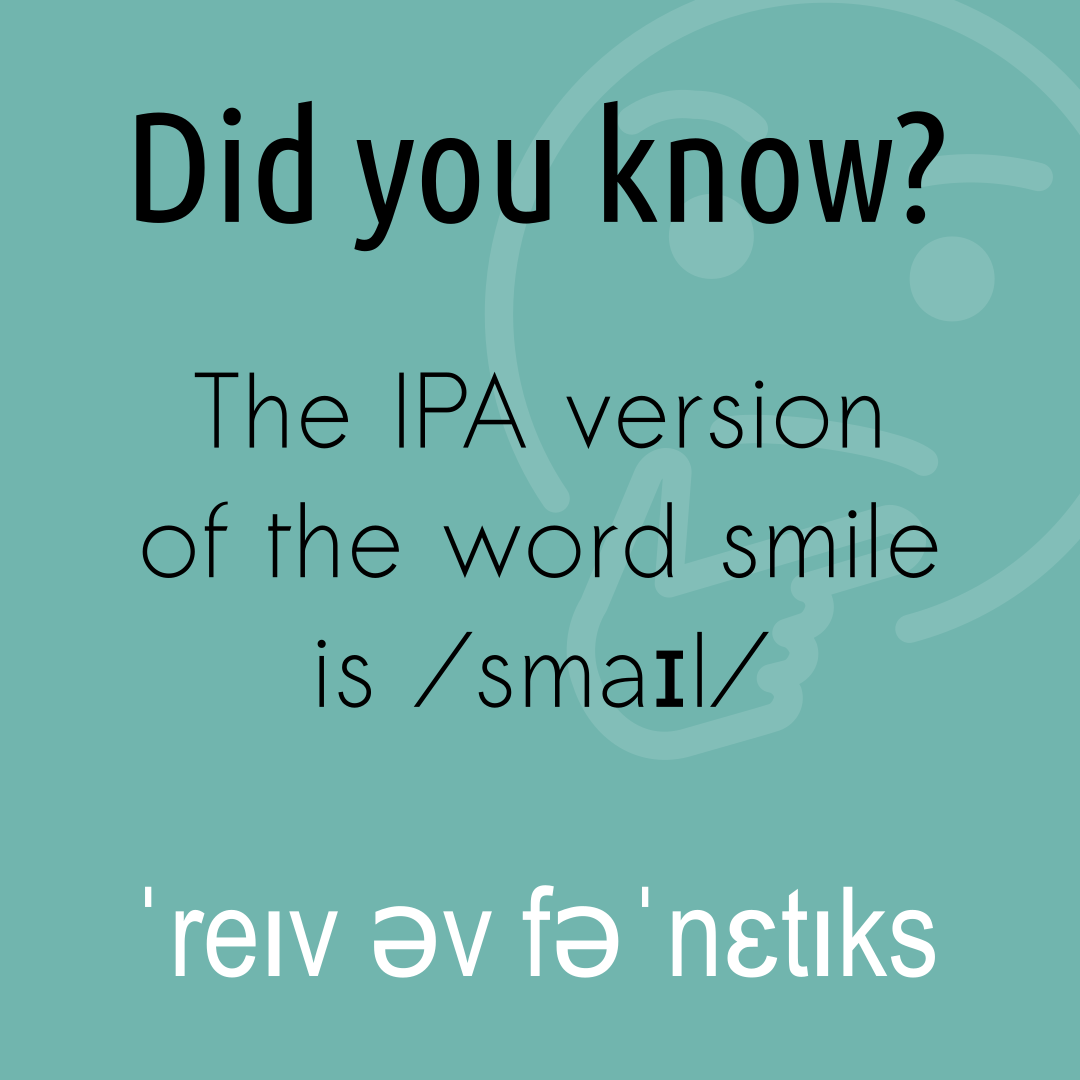 Did you know?
The IPA version
of the word smile
is /smaɪl/
ˈreɪv əv fəˈnɛtɪks